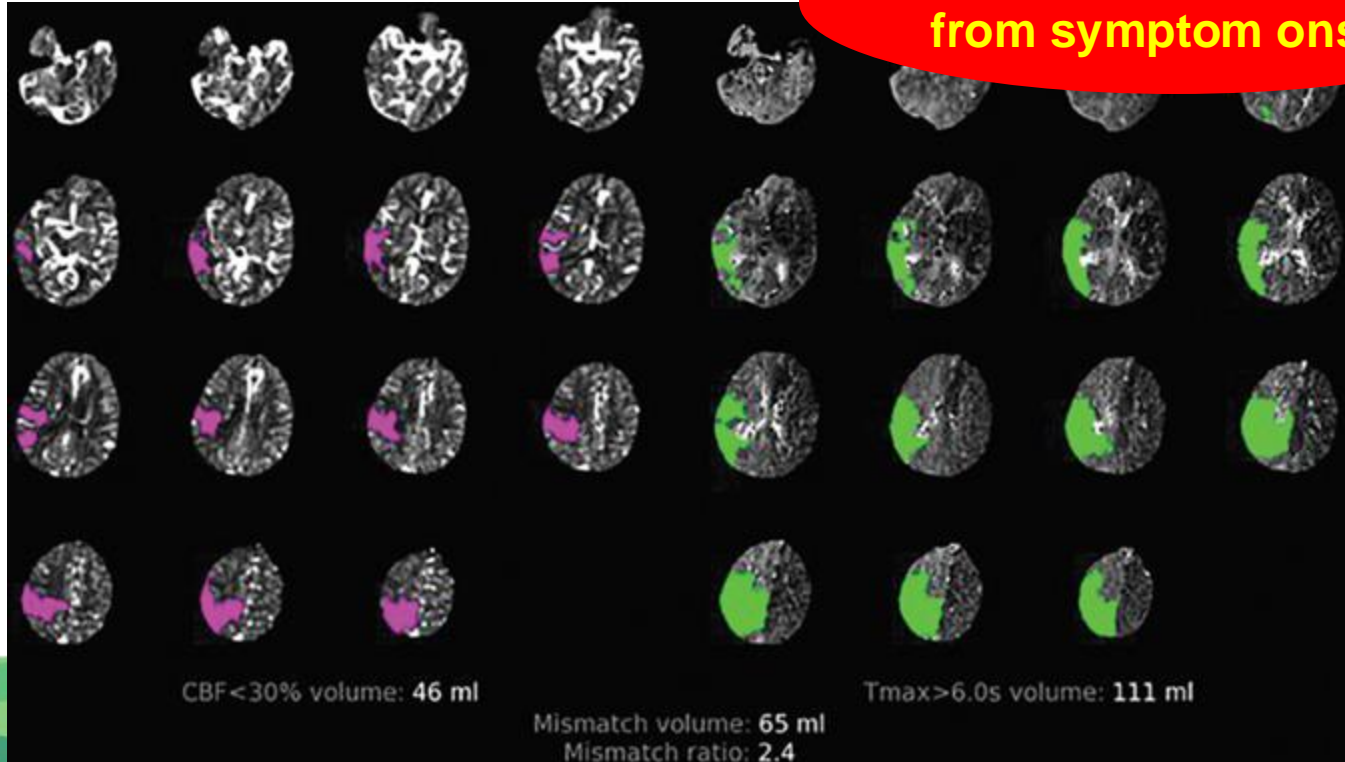 from symptom
CBF<30% volume: 46 ml
Tmax>6.0s volume: 111 ml
Mismatch volume: 65 ml
Mismatch ratio: 2.4